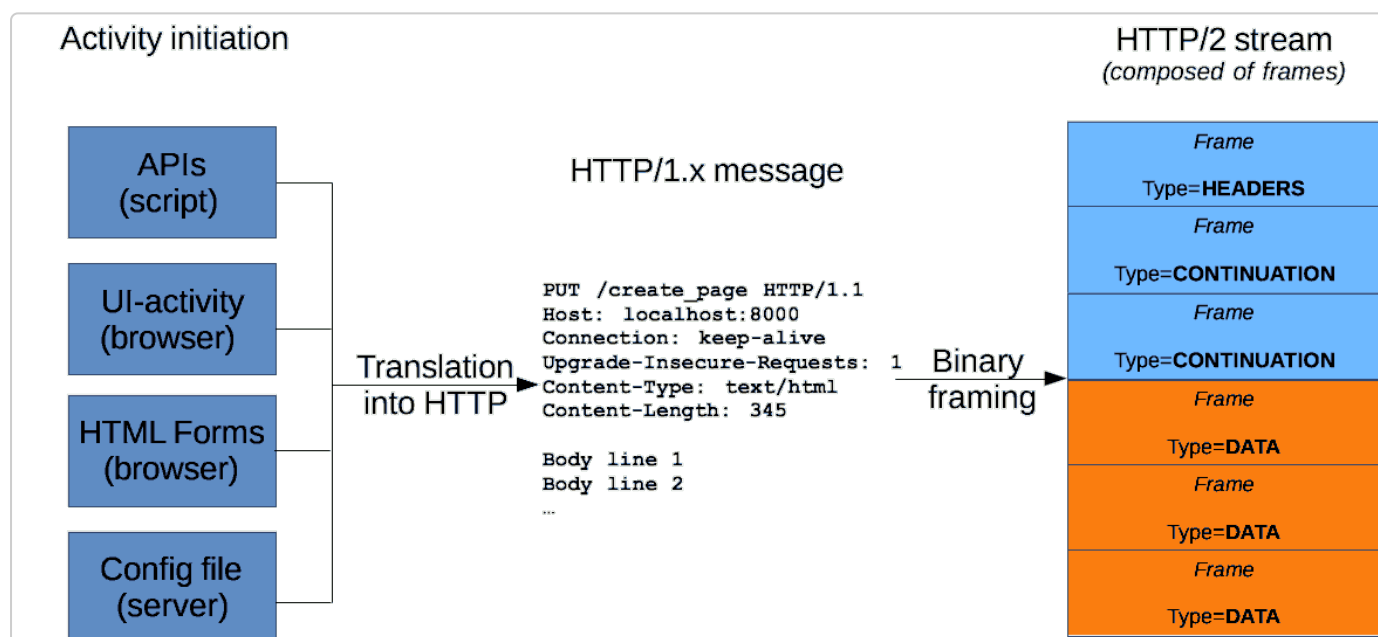 Activity initiation
APIs
(script)
UI-activity
(browser)
HTML Forms
(browser)
Config file
(server)
Translation
into HTTP
HTTP/1.x message
PUT /create_page HTTP/1.1
Host: localhost:8000
Connection: keep-alive
Upgrade-Insecure-Requests: 1
Content-Type: text/html
Content-Length: 345
Body line 1
Body line 2
…
Binary
framing
HTTP/2 stream
(composed of frames)
Frame
Type=HEADERS
Frame
Type=CONTINUATION
Frame
Type=CONTINUATION
Frame
Type=DATA
Frame
Type=DATA
Frame
Type=DATA